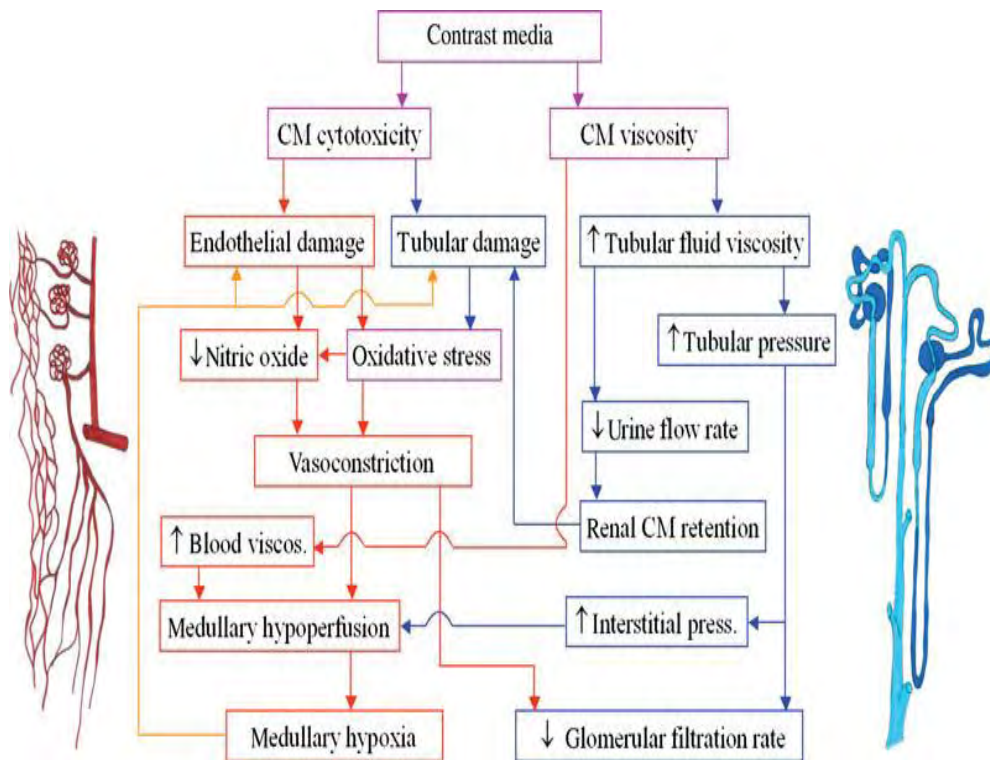 Contrast media
CM cytotoxicity
CM viscosity
Endothelial damage
Tubular damage
↑ Tubular fluid viscosity
↓ Nitric oxide
Oxidative stress
↑ Tubular pressure
↓ Urine flow rate
Vasoconstriction
Renal CM retention
↑ Blood viscos.
Medullary hypoperfusion
↑ Interstitial press.
Medullary hypoxia
↓ Glomerular filtration rate